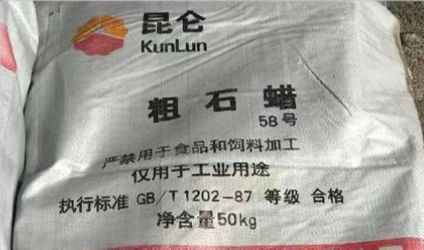 昆仑
KunLun
粗石蜡
58号
严禁用于食品和饲料加工
仅用于工业用途
执行标准 GB/T1202-87 等级 合格
净含量50kg